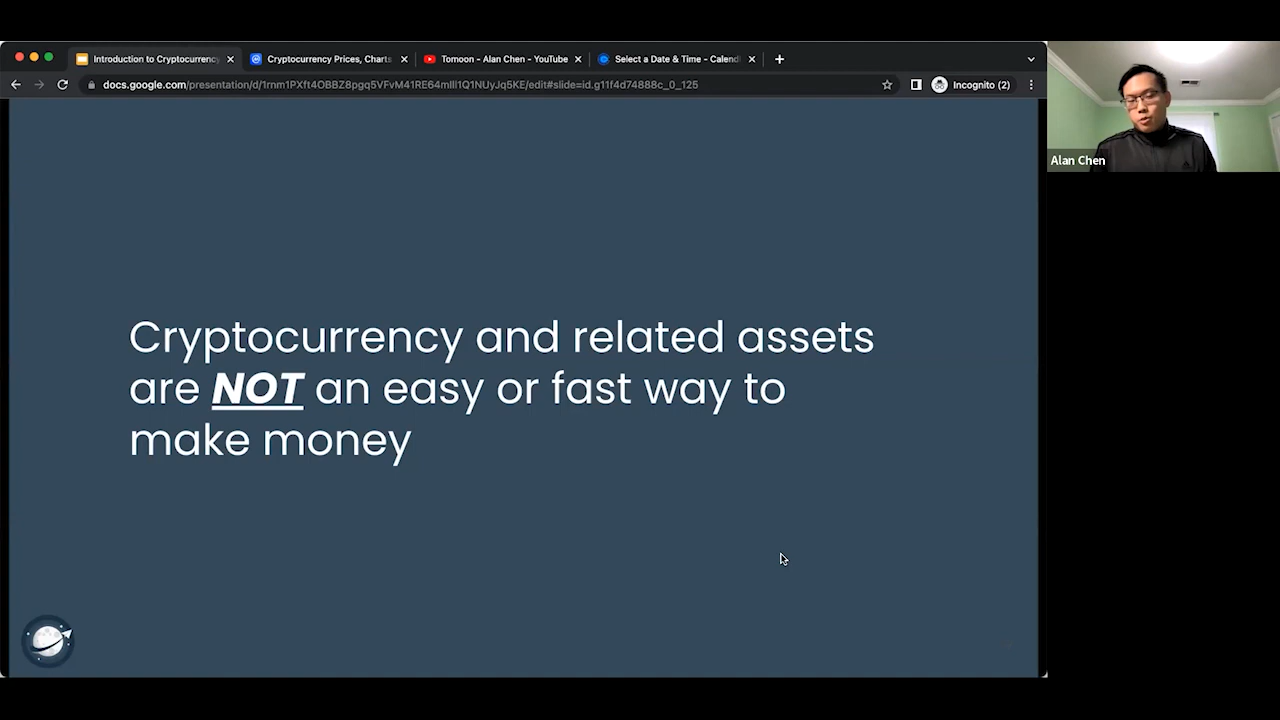 Introduction to Cryptocurrency
Cryptocurrency Prices, Charts
Tomoon - Alan Chen - YouTube
Select a Date & Time - Calendl
docs.google.com/presentation/d/1rnm1PXft4OBBZ8pgq5VFvM41RE64mIll1Q1NUyJq5KE/edit#slide=id.g11f4d74888c_0_125
Incognito (2)
Alan Chen
Cryptocurrency and related assets
are NOT an easy or fast way to
make money